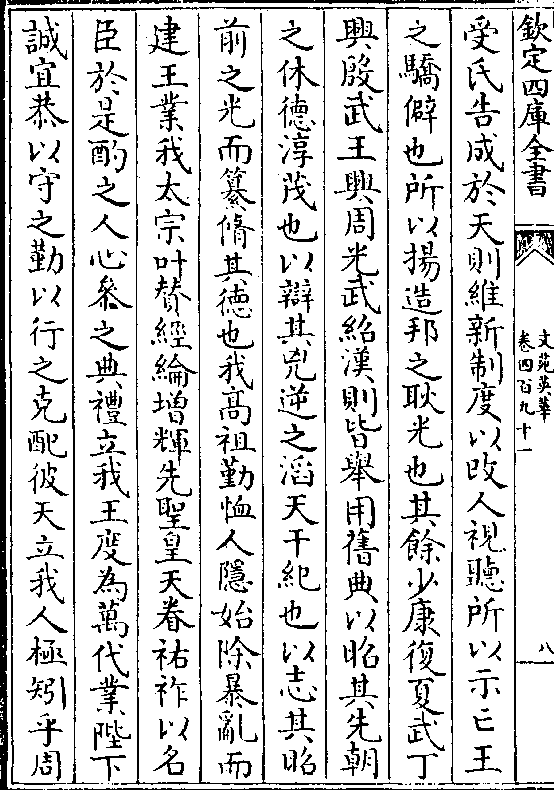 欽定四庫全書
文苑英華
卷四百九十一
八
受氏告成於天則維新制度以改人視聽所以示亡王
之驕僻也所以揚造邦之耿光也其餘少康復夏武丁
興殷武王興周光武紹漢則皆舉用舊典以昭其先朝
之休德淳茂也以辯其兇逆之滔天干紀也以志其昭
前之光而纂脩其徳也我髙祖勤恤人隱始除暴亂而
建王業我太宗叶賛經綸增輝先聖皇天眷祐祚以名
臣於是酌之人心叅之典禮立我王度為萬代業陛下
誠宜恭以守之勤以行之克配彼天立我人極矧乎周